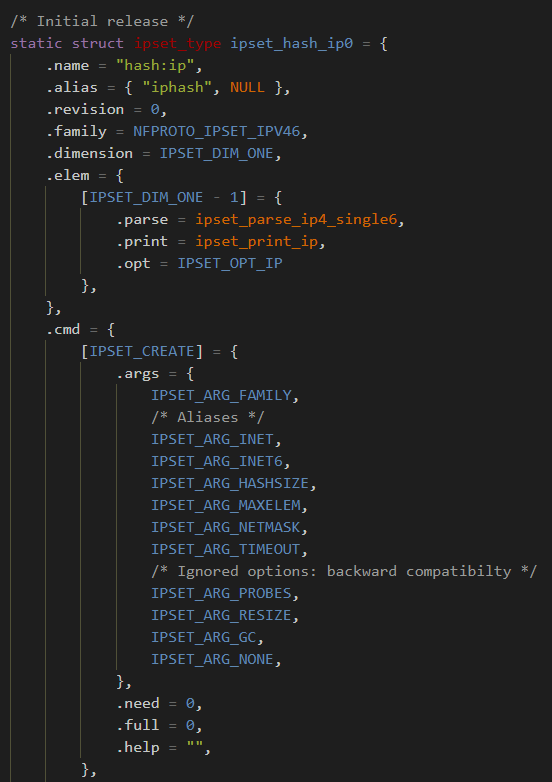 /* Initial release */
static struct ipset_type ipset_hash_ip0 = {
    .name = "hash:ip",
    .alias = { "iphash", NULL },
    .revision = 0,
    .family = NFPROTO_IPSET_IPV46,
    .dimension = IPSET_DIM_ONE,
    .elem = {
        [IPSET_DIM_ONE - 1] = {
            .parse = ipset_parse_ip4_single6,
            .print = ipset_print_ip,
            .opt = IPSET_OPT_IP
        },
    },
    .cmd = {
        [IPSET_CREATE] = {
            .args = {
                IPSET_ARG_FAMILY,
                /* Aliases */
                IPSET_ARG_INET,
                IPSET_ARG_INET6,
                IPSET_ARG_HASHSIZE,
                IPSET_ARG_MAXELEM,
                IPSET_ARG_NETMASK,
                IPSET_ARG_TIMEOUT,
                /* Ignored options: backward compatibilty */
                IPSET_ARG_PROBES,
                IPSET_ARG_RESIZE,
                IPSET_ARG_GC,
                IPSET_ARG_NONE,
            },
            .need = 0,
            .full = 0,
            .help = "",
        },